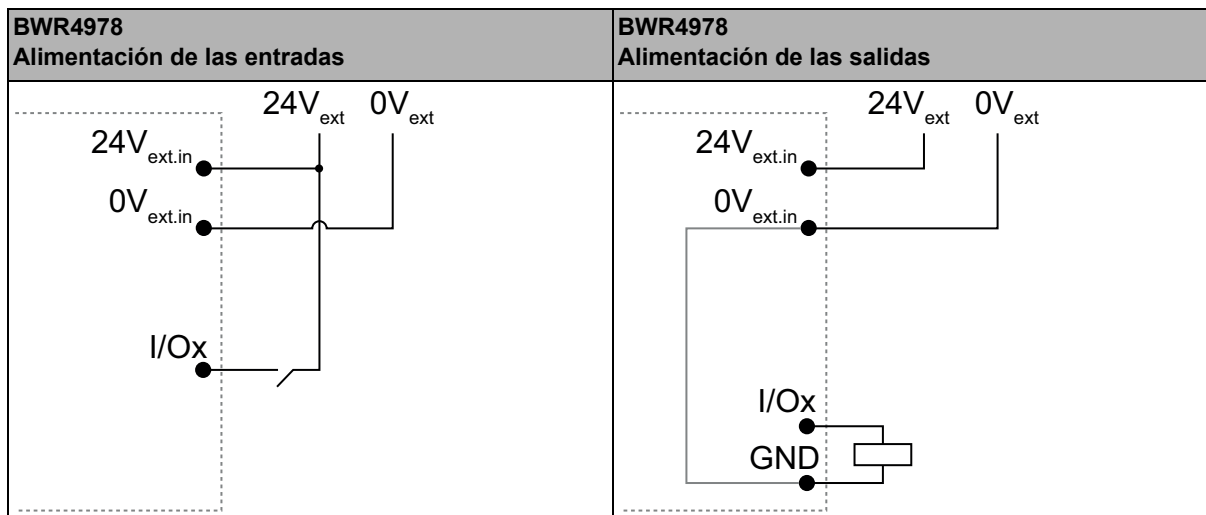 BWR4978
Alimentación de las entradas
24Vext 0Vext
24Vext.in
0Vext.in
I/Ox
BWR4978
Alimentación de las salidas
24Vext 0Vext
24Vext.in
0Vext.in
I/Ox
GND